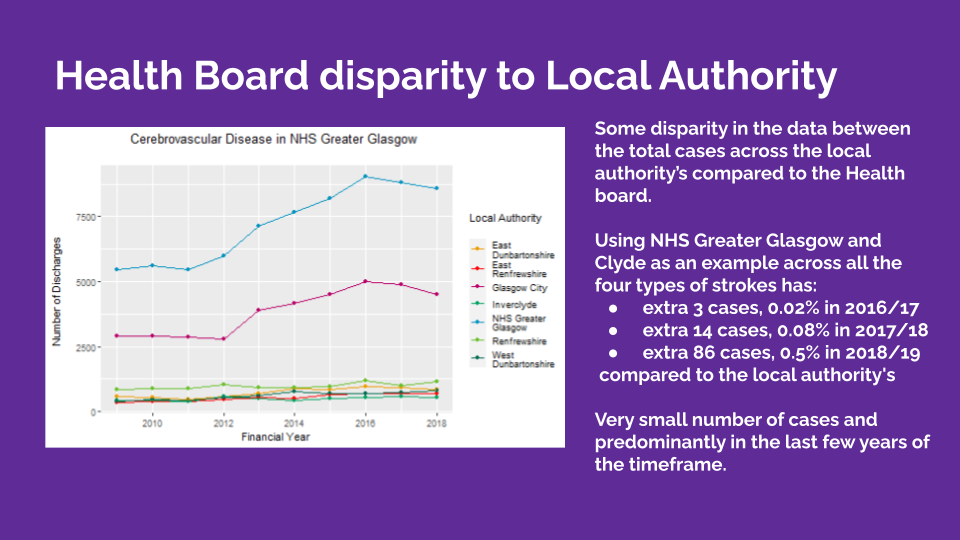 Health Board disparity to Local Authority
Cerebrovascular Disease in NHS Greater Glasgow
Number of Discharges
7500
5000
2500
0
2010
2012
2014
2016
2018
Financial Year
Local Authority
East
Dunbartonshire
East
Renfrewshire
Glasgow City
Inverclyde
NHS Greater
Glasgow
Renfrewshire
West
Dunbartonshire
Some disparity in the data between
the total cases across the local
authority's compared to the Health
board.
Using NHS Greater Glasgow and
Clyde as an example across all the
four types of strokes has:
● extra 3 cases, 0.02% in 2016/17
● extra 14 cases, 0.08% in 2017/18
● extra 86 cases, 0.5% in 2018/19
compared to the local authority's
Very small number of cases and
predominantly in the last few years of
the timeframe.